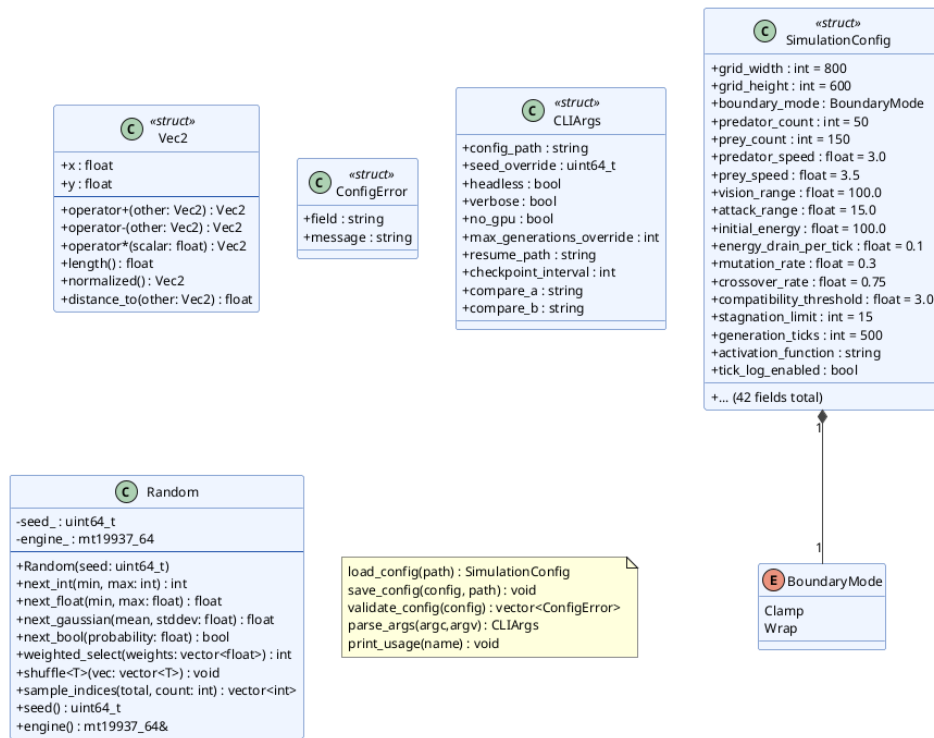 «struct»
Vec2
+x : float
+y : float
+operator+(other: Vec2) : Vec2
+operator-(other: Vec2) : Vec2
+operator*(scalar: float) : Vec2
+length() : float
+normalized() : Vec2
+distance_to(other: Vec2) : float
C
«struct»
ConfigError
+field : string
+message : string
C
«struct»
CLIArgs
+config_path : string
+seed_override : uint64_t
+headless : bool
+verbose : bool
+no_gpu : bool
+max_generations_override : int
+resume_path : string
+checkpoint_interval : int
+compare_a : string
+compare_b : string
C
«struct»
SimulationConfig
+grid_width : int = 800
+grid_height : int = 600
+boundary_mode : BoundaryMode
+predator_count : int = 50
+prey_count : int = 150
+predator_speed : float = 3.0
+prey_speed : float = 3.5
+vision_range : float = 100.0
+attack_range : float = 15.0
+initial_energy : float = 100.0
+energy_drain_per_tick : float = 0.1
+mutation_rate : float = 0.3
+crossover_rate : float = 0.75
+compatibility_threshold : float = 3.0
+stagnation_limit : int = 15
+generation_ticks : int = 500
+activation_function : string
+tick_log_enabled : bool
+... (42 fields total)
C
1
1
C Random
-seed_ : uint64_t
-engine_ : mt19937_64
+Random(seed: uint64_t)
+next_int(min, max: int) : int
+next_float(min, max: float) : float
+next_gaussian(mean, stddev: float) : float
+next_bool(probability: float) : bool
+weighted_select(weights: vector<float>) : int
+shuffle<T>(vec: vector<T>) : void
+sample_indices(total, count: int) : vector<int>
+seed() : uint64_t
+engine() : mt19937_64&
load_config(path) : SimulationConfig
save_config(config, path) : void
validate_config(config) : vector<ConfigError>
parse_args(argc,argv) : CLIArgs
print_usage(name) : void
E BoundaryMode
Clamp
Wrap
C